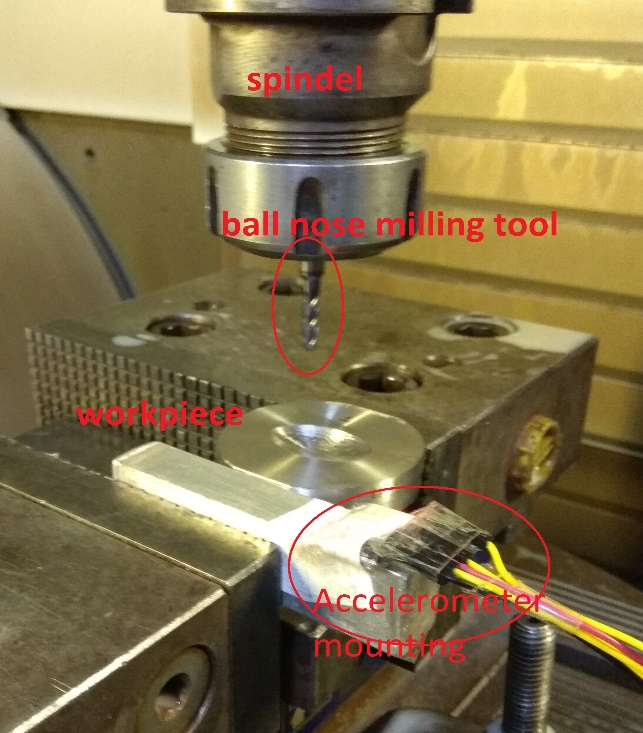 spindel
ball nose milling tool
workpiece
Accelerometer
mounting